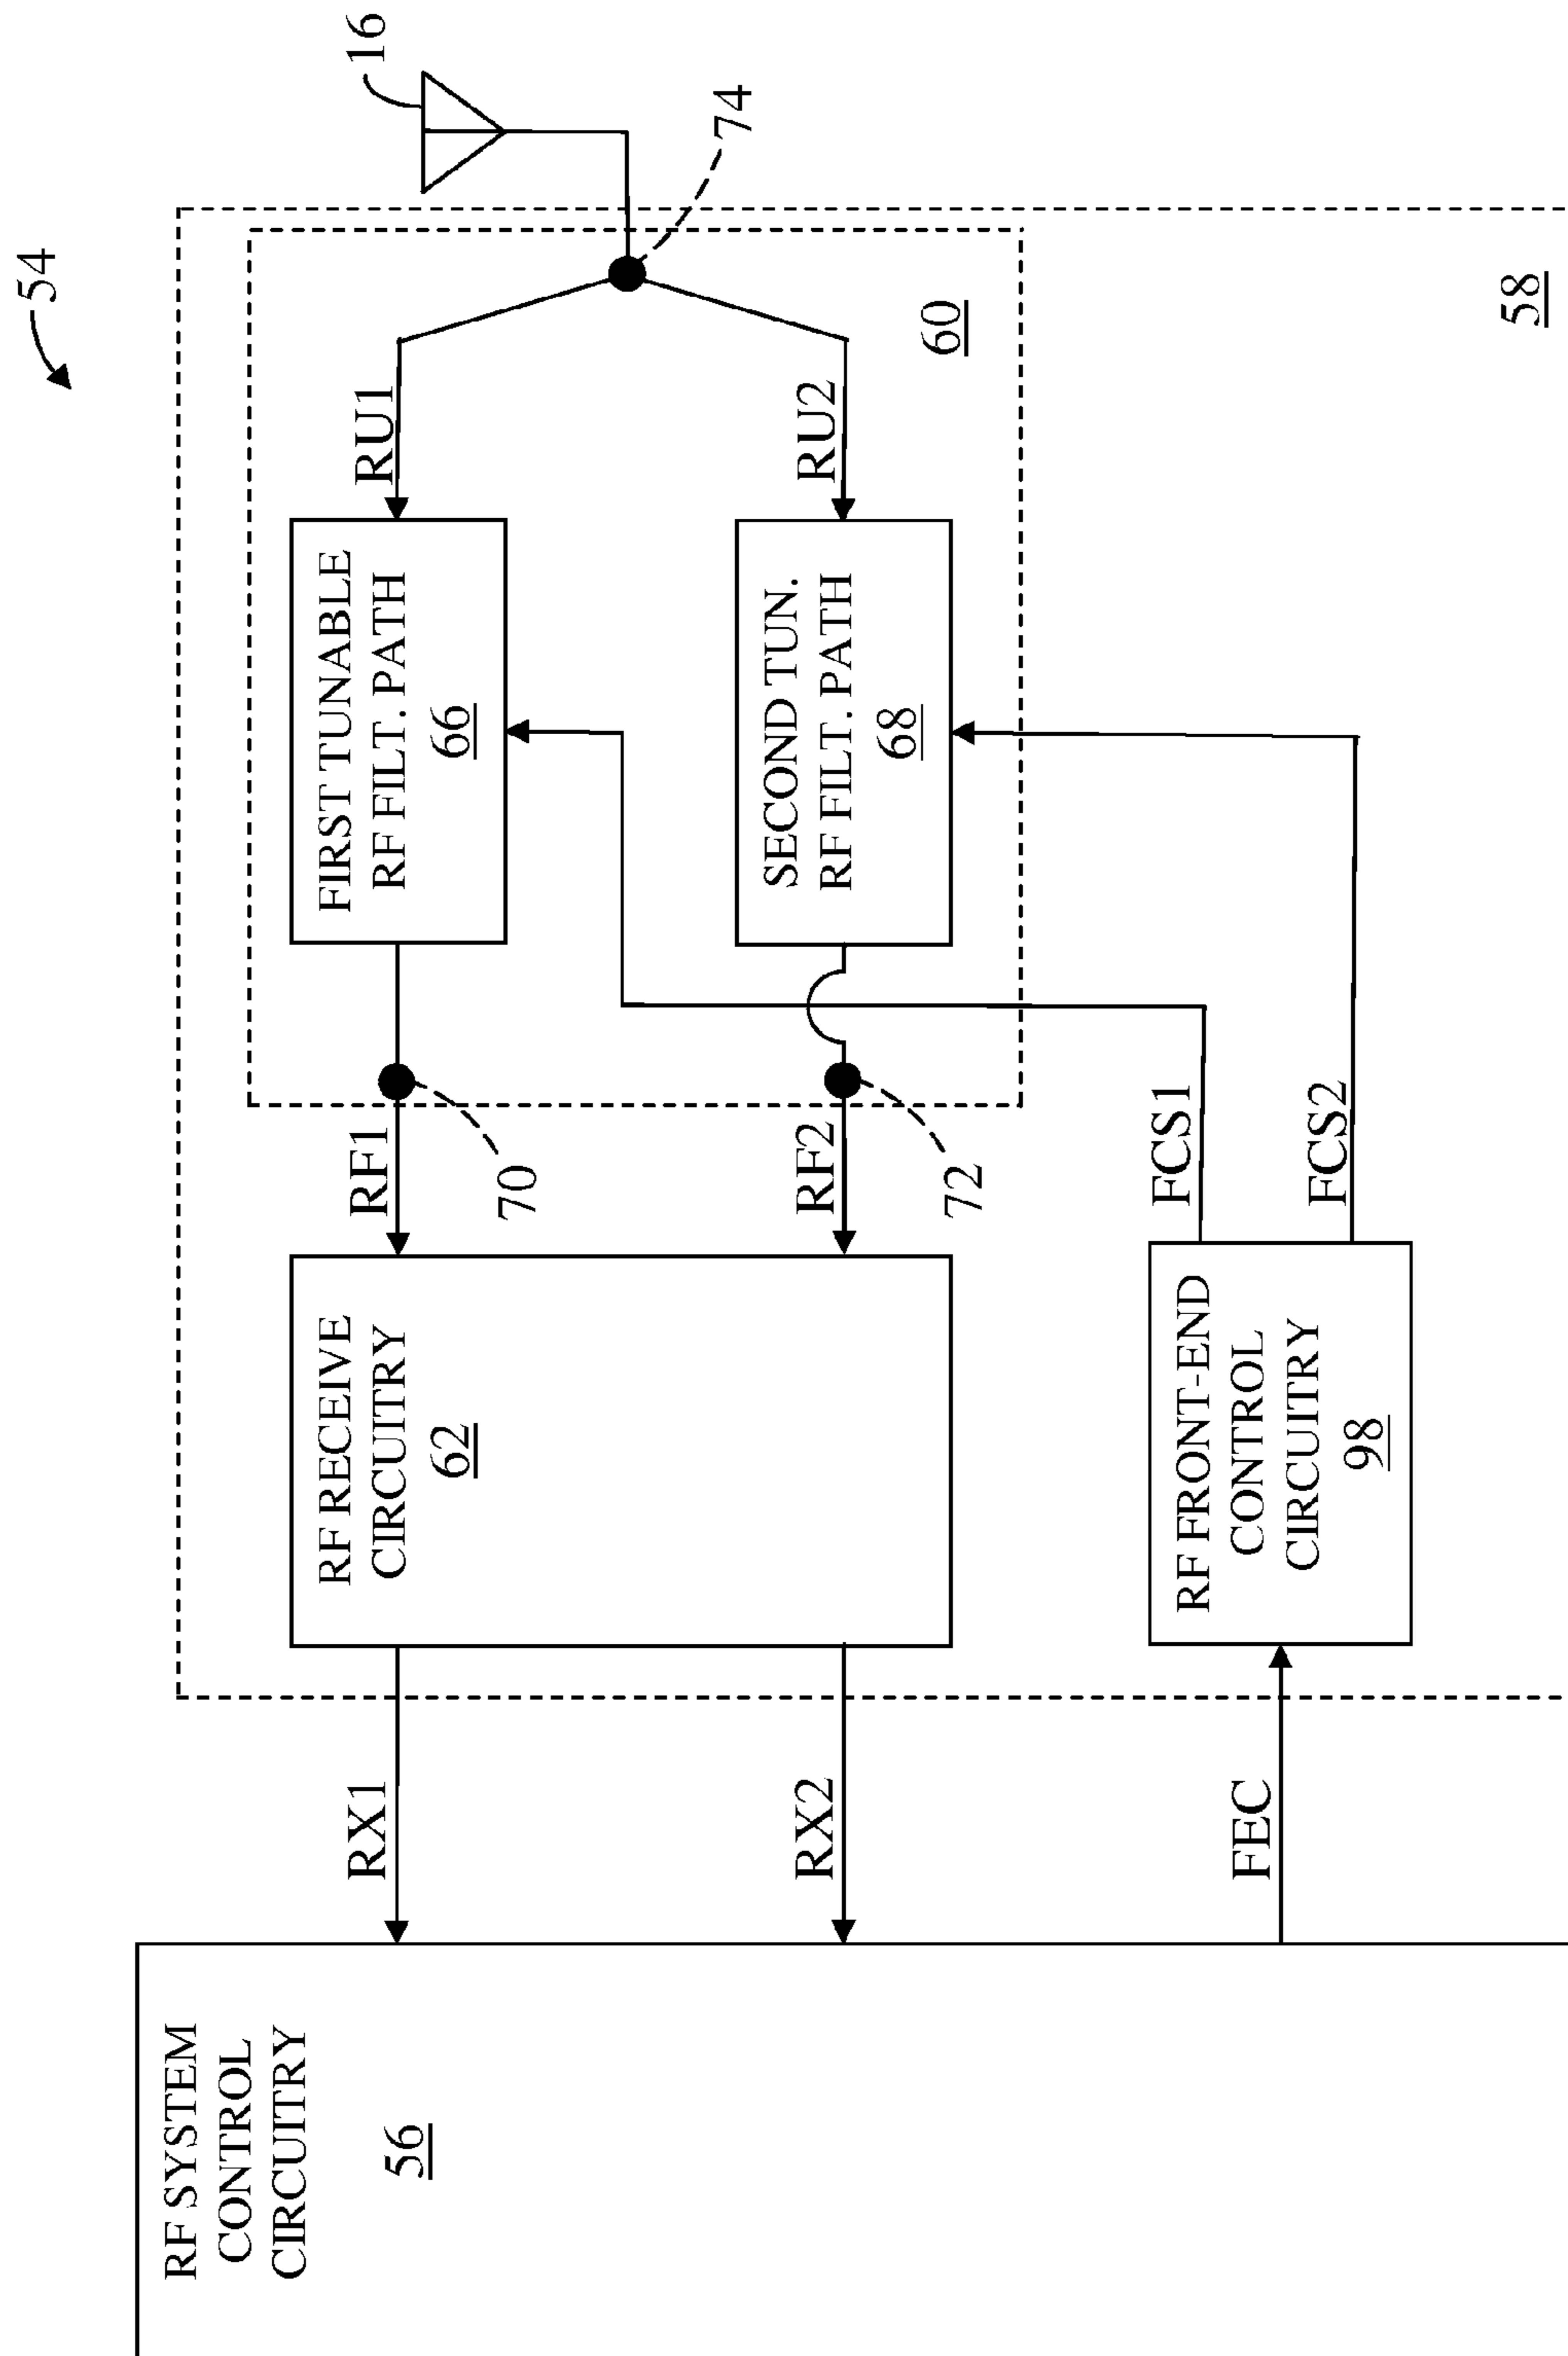 54
RF SYSTEM
CONTROL
CIRCUITRY
56
RX1
RX2
FEC
RF RECEIVE
CIRCUITRY
62
RF FRONT-END
CONTROL
CIRCUITRY
98
RF1
70
RF2
72
FCS1
FCS2
FIRST TUNABLE
RF FILT. PATH
66
SECOND TUN.
RF FILT. PATH
68
RU1
RU2
60
74
16
58